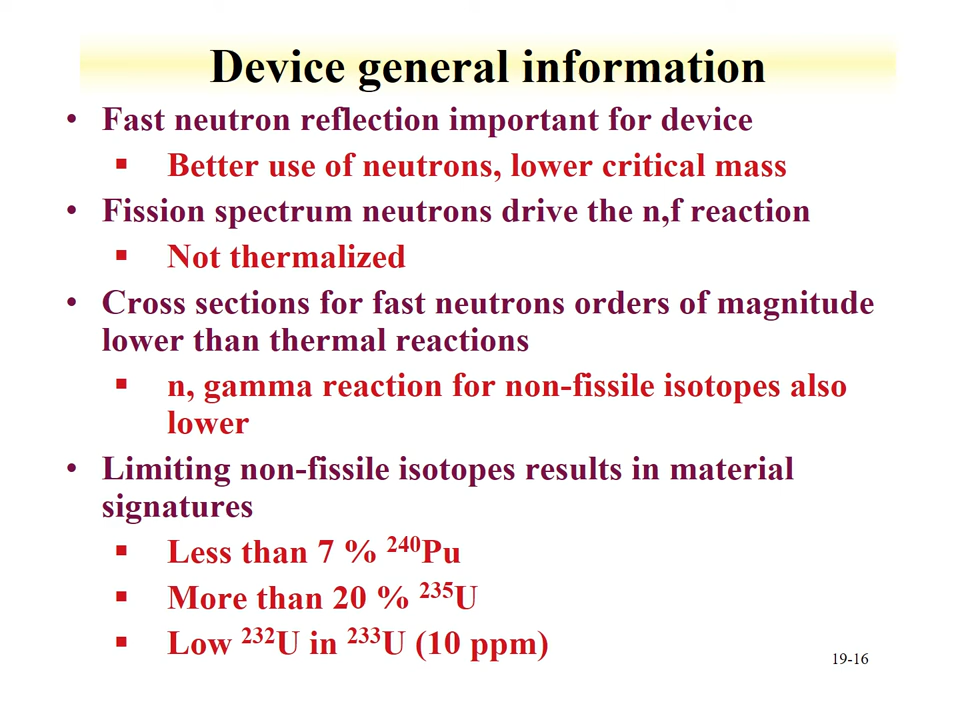 Device general information
• Fast neutron reflection important for device
▪ Better use of neutrons, lower critical mass
• Fission spectrum neutrons drive the n,f reaction
▪ Not thermalized
• Cross sections for fast neutrons orders of magnitude
lower than thermal reactions
▪ n, gamma reaction for non-fissile isotopes also
lower
• Limiting non-fissile isotopes results in material
signatures
▪ Less than 7 % ²⁴⁰Pu
▪ More than 20 % ²³⁵U
▪ Low ²³²U in ²³³U (10 ppm)
19-16